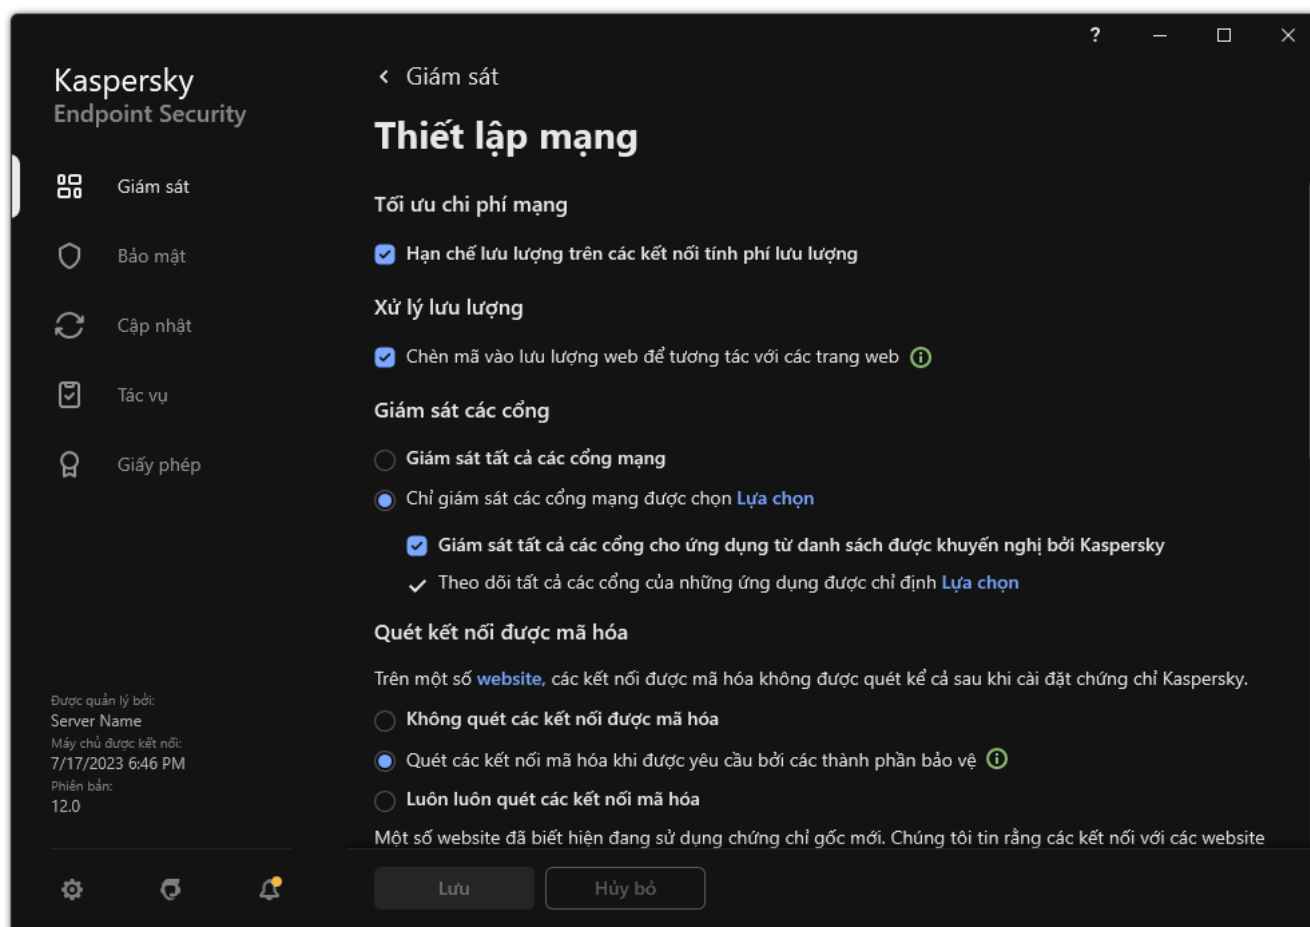 ?
Kaspersky
Endpoint Security
Giám sát
Bảo mật
Cập nhật
Tác vụ
Giấy phép
Được quản lý bởi:
Server Name
Máy chủ được kết nối:
7/17/2023 6:46 PM
Phiên bản:
12.0
Giám sát
Thiết lập mạng
Tối ưu chi phí mạng
Hạn chế lưu lượng trên các kết nối tính phí lưu lượng
Xử lý lưu lượng
Chèn mã vào lưu lượng web để tương tác với các trang web
Giám sát các cổng
Giám sát tất cả các cổng mạng
Chỉ giám sát các cổng mạng được chọn Lựa chọn
Giám sát tất cả các cổng cho ứng dụng từ danh sách được khuyến nghị bởi Kaspersky
Theo dõi tất cả các cổng của những ứng dụng được chỉ định Lựa chọn
Quét kết nối được mã hóa
Trên một số website, các kết nối được mã hóa không được quét kể cả sau khi cài đặt chứng chỉ Kaspersky.
Không quét các kết nối được mã hóa
Quét các kết nối mã hóa khi được yêu cầu bởi các thành phần bảo vệ
Luôn luôn quét các kết nối mã hóa
Một số website đã biết hiện đang sử dụng chứng chỉ gốc mới. Chúng tôi tin rằng các kết nối với các website
Lưu
Hủy bỏ